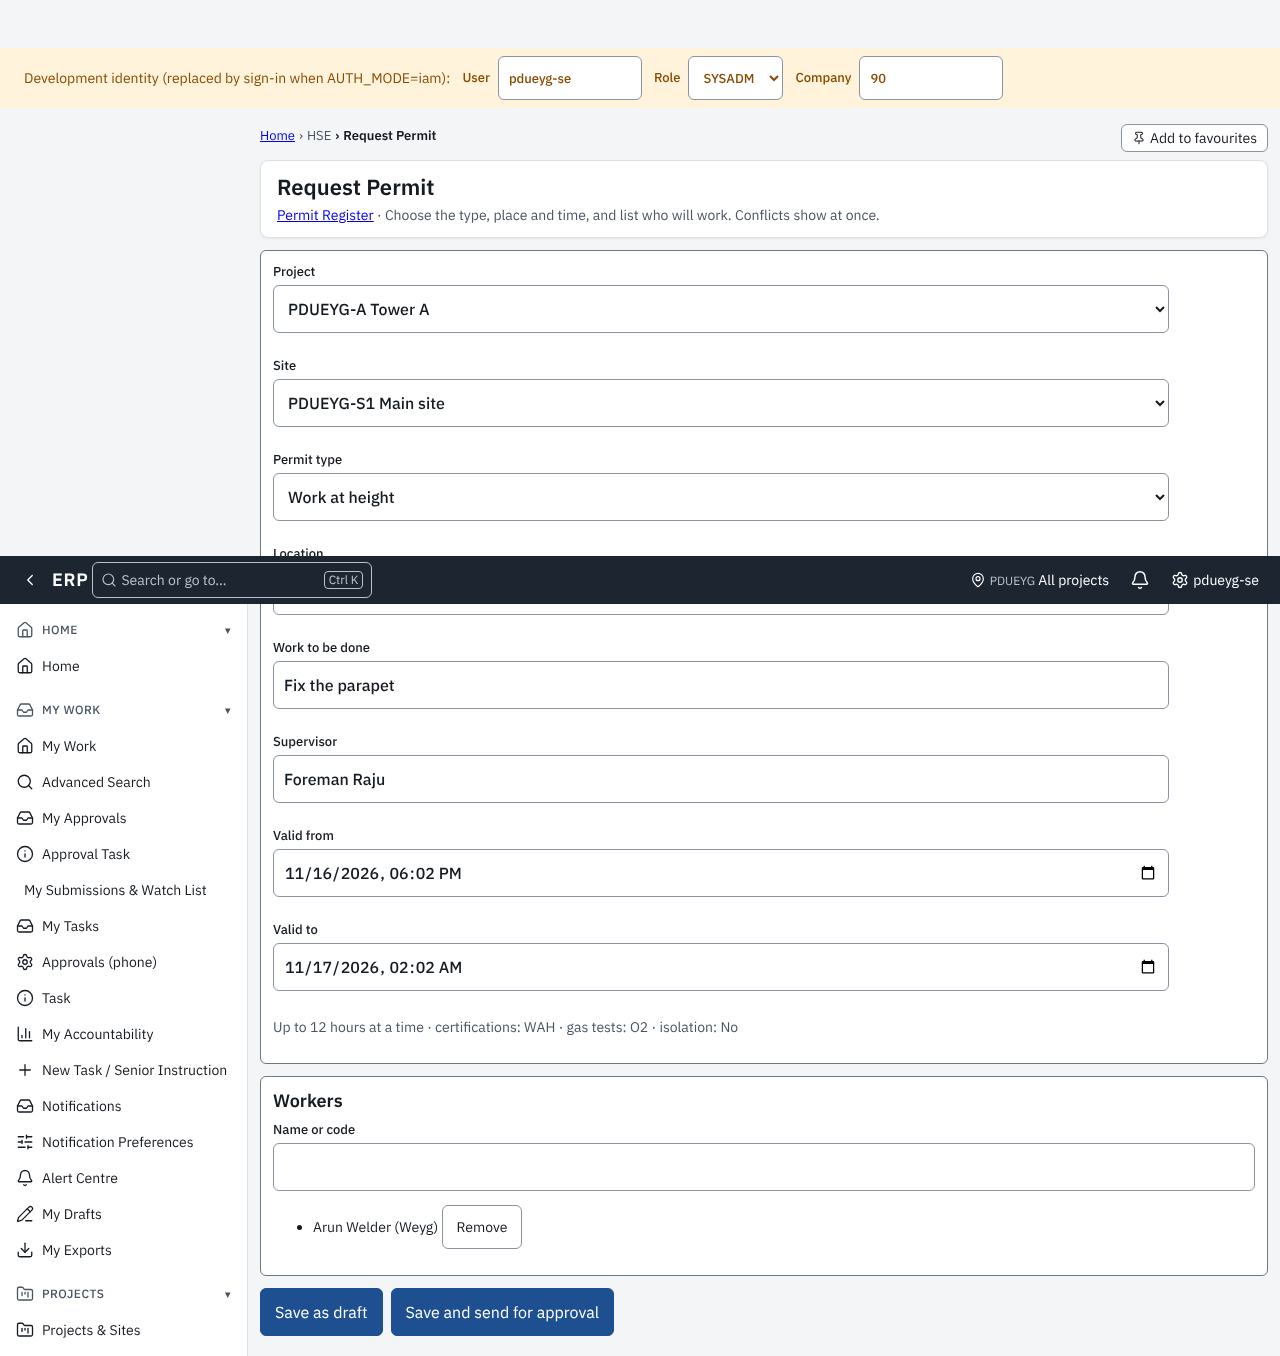 Development identity (replaced by sign-in when AUTH_MODE=iam): User pdueyg-se Role SYSADM Company 90
Home › HSE › Request Permit
Add to favourites
Request Permit
Permit Register · Choose the type, place and time, and list who will work. Conflicts show at once.
Project
PDUEYG-A Tower A
Site
PDUEYG-S1 Main site
Permit type
Work at height
Location
ERP Search or go to... Ctrl K PDUEYG All projects pdueyg-se
HOME
Home
MY WORK
My Work
Advanced Search
My Approvals
Approval Task
My Submissions & Watch List
My Tasks
Approvals (phone)
Task
My Accountability
New Task / Senior Instruction
Notifications
Notification Preferences
Alert Centre
My Drafts
My Exports
PROJECTS
Projects & Sites
Work to be done
Fix the parapet
Supervisor
Foreman Raju
Valid from
11/16/2026, 06:02 PM
Valid to
11/17/2026, 02:02 AM
Up to 12 hours at a time · certifications: WAH · gas tests: O2 · isolation: No
Workers
Name or code
Arun Welder (Weyg) Remove
Save as draft Save and send for approval